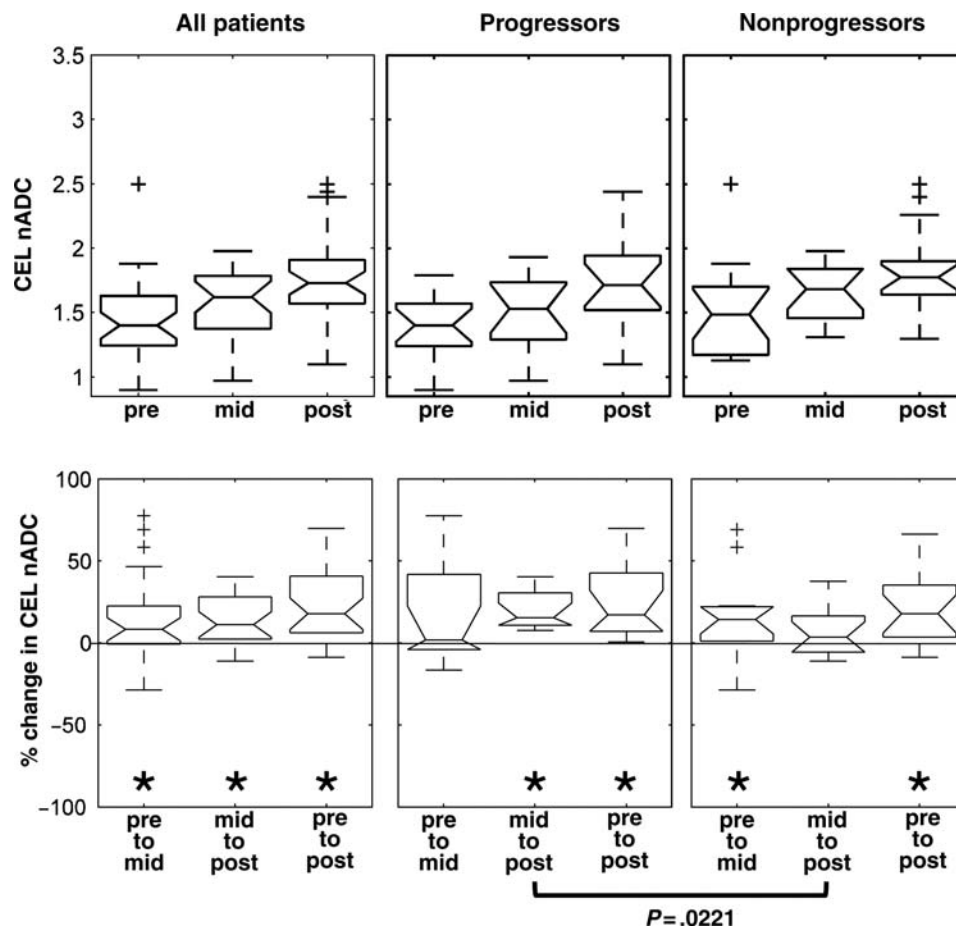 All patients Progressors Nonprogressors
CEL nADC
3.5
3
2.5
2
1.5
1
pre mid post pre mid post pre mid post
% change in CEL nADC
100
50
0
−50
−100
* * * * * * *
pre mid pre pre mid pre pre mid pre
to to to to to to to to to
mid post post mid post post mid post post
P = .0221